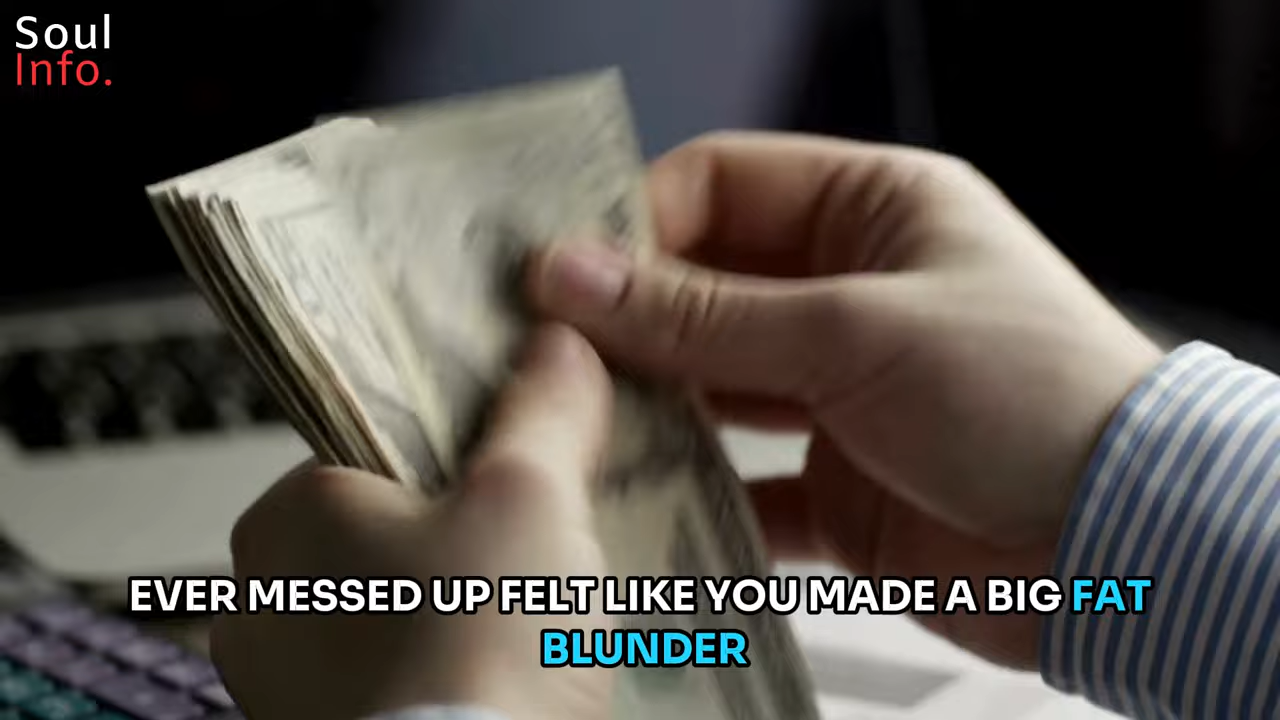 Soul
Info.
EVER MESSED UP FELT LIKE YOU MADE A BIG FAT
BLUNDER